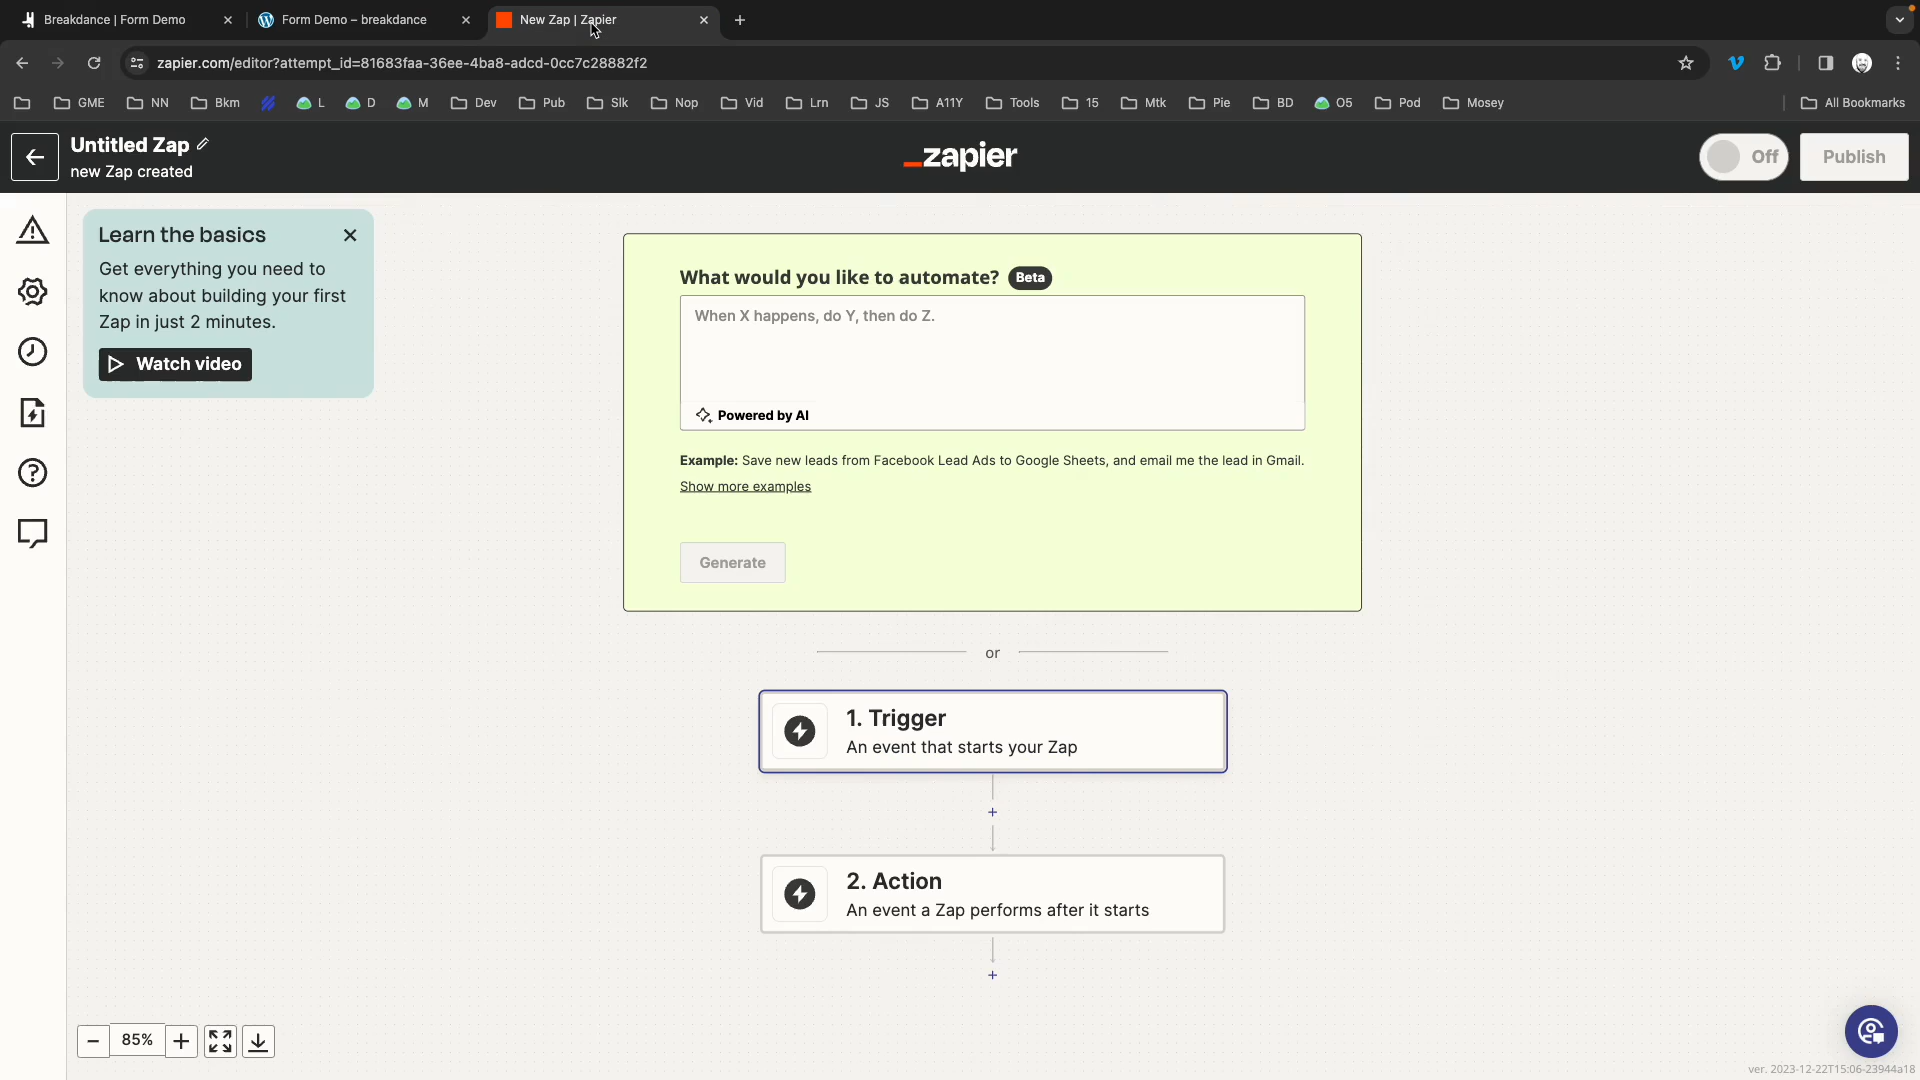 Breakdance | Form Demo
Form Demo – breakdance
New Zap | Zapier
zapier.com/editor?attempt_id=81683faa-36ee-4ba8-adcd-0cc7c28882f2
GME
NN
Bkm
L
D
M
Dev
Pub
Slk
Nop
Vid
Lrn
JS
A11Y
Tools
15
Mtk
Pie
BD
O5
Pod
Mosey
All Bookmarks
Untitled Zap
new Zap created
_zapier
Off
Publish
Learn the basics
Get everything you need to
know about building your first
Zap in just 2 minutes.
Watch video
What would you like to automate? Beta
When X happens, do Y, then do Z.
Powered by AI
Example: Save new leads from Facebook Lead Ads to Google Sheets, and email me the lead in Gmail.
Show more examples
Generate
or
1. Trigger
An event that starts your Zap
2. Action
An event a Zap performs after it starts
85%
ver. 2023-12-22T15:06-23944a18